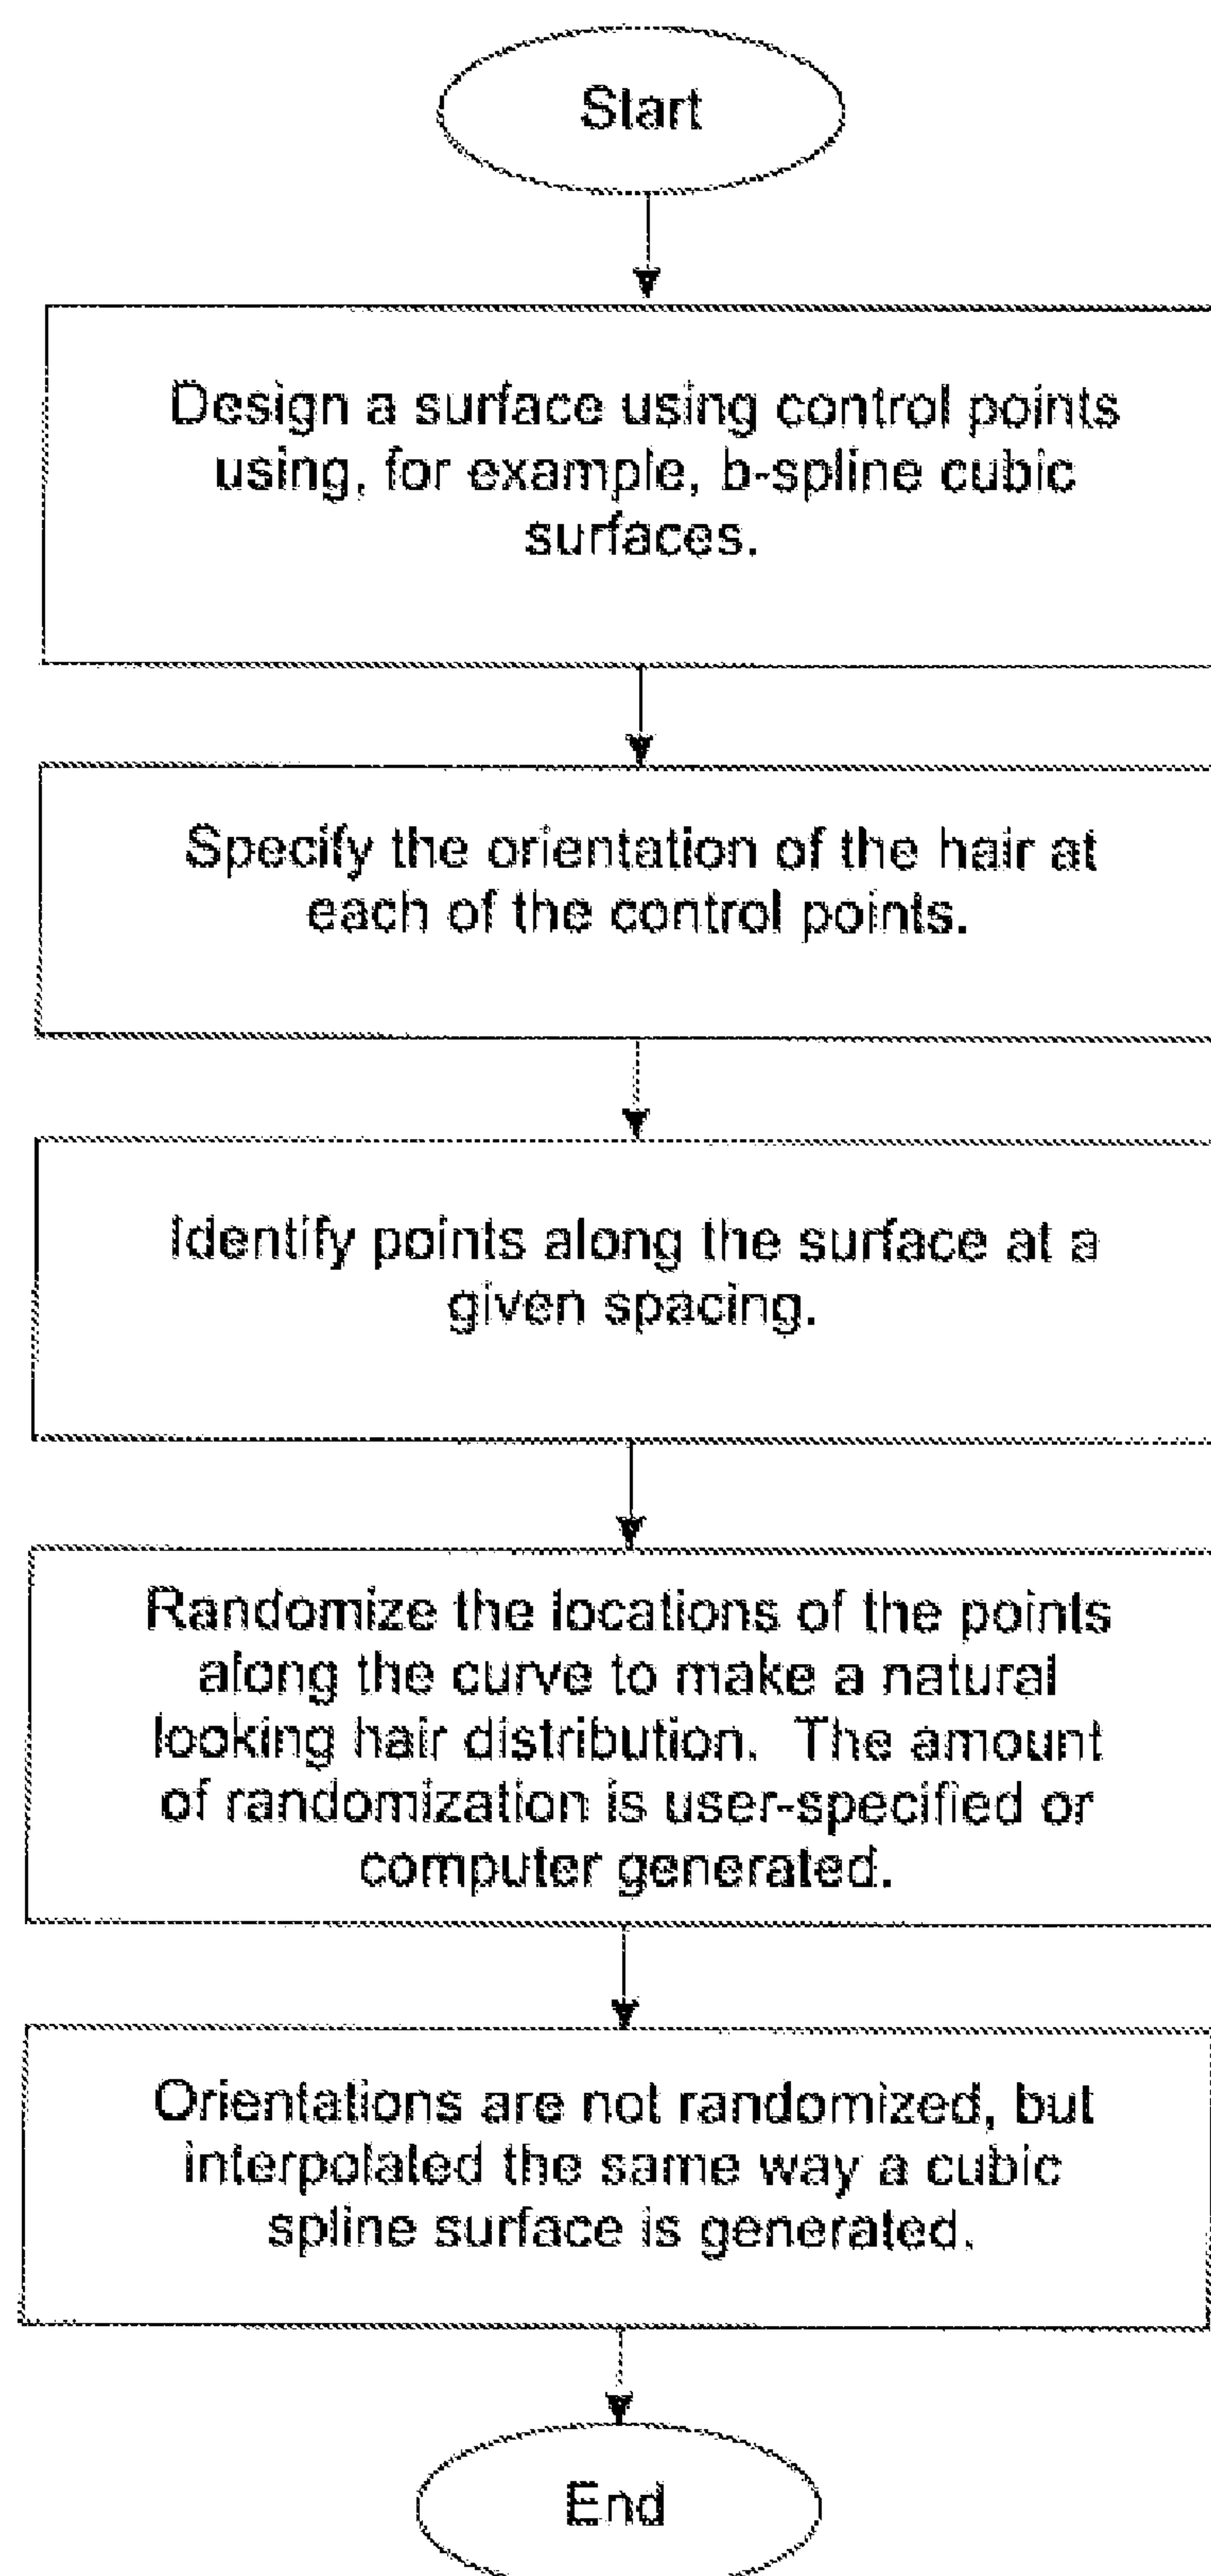 Start
Design a surface using control points
using, for example, b-spline cubic
surfaces.
Specify the orientation of the hair at
each of the control points.
Identify points along the surface at a
given spacing.
Randomize the locations of the points
along the curve to make a natural
looking hair distribution. The amount
of randomization is user-specified or
computer generated.
Orientations are not randomized, but
interpolated the same way a cubic
spline surface is generated.
End